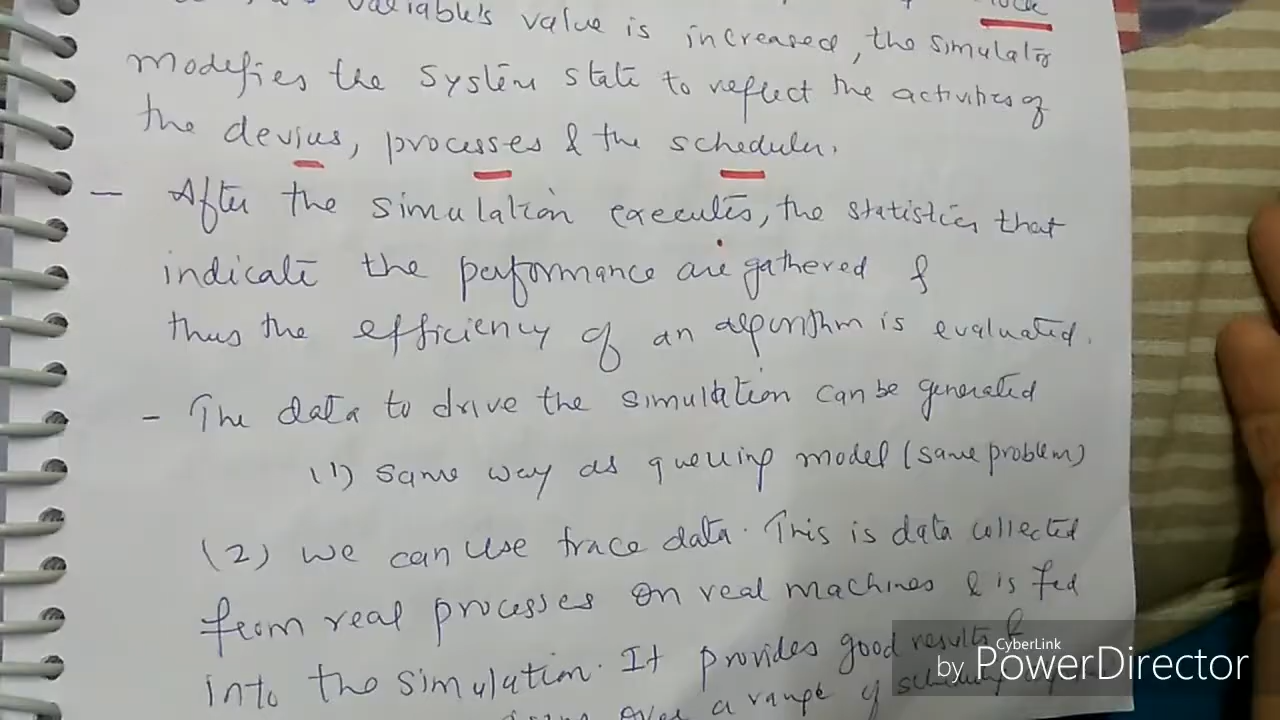 variable's value is increased, the simulator
modifies the system state to reflect the activities of
the devices, processes & the scheduler.
- After the simulation executes, the statistics that
indicate the performance are gathered &
thus the efficiency of an algorithm is evaluated.
- The data to drive the simulation can be generated
(1) same way as queuing model (same problem)
(2) we can use trace data. This is data collected
from real processes on real machines & is fed
into the simulation. It provides good results &
over a range of
CyberLink
by PowerDirector